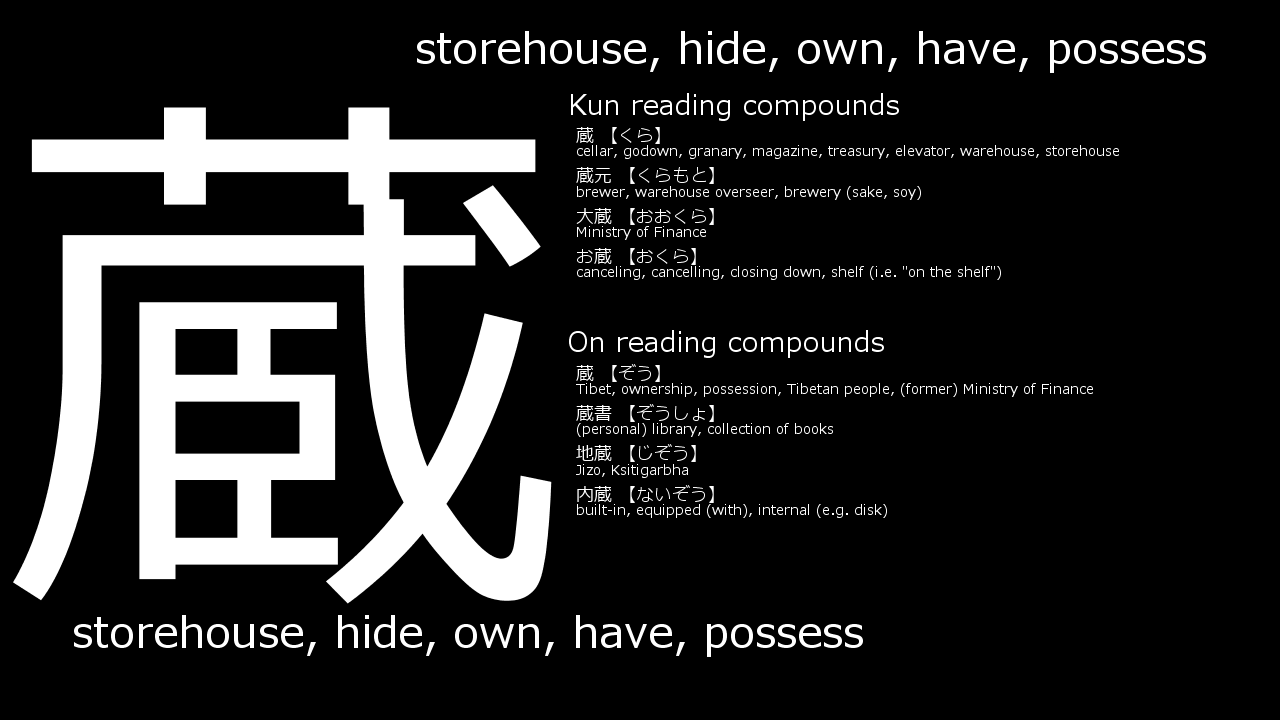 storehouse, hide, own, have, possess
蔵
Kun reading compounds
蔵 【くら】
cellar, godown, granary, magazine, treasury, elevator, warehouse, storehouse
蔵元 【くらもと】
brewer, warehouse overseer, brewery (sake, soy)
大蔵 【おおくら】
Ministry of Finance
お蔵 【おくら】
canceling, cancelling, closing down, shelf (i.e. "on the shelf")
On reading compounds
蔵 【ぞう】
Tibet, ownership, possession, Tibetan people, (former) Ministry of Finance
蔵書 【ぞうしょ】
(personal) library, collection of books
地蔵 【じぞう】
Jizo, Ksitigarbha
内蔵 【ないぞう】
built-in, equipped (with), internal (e.g. disk)
storehouse, hide, own, have, possess